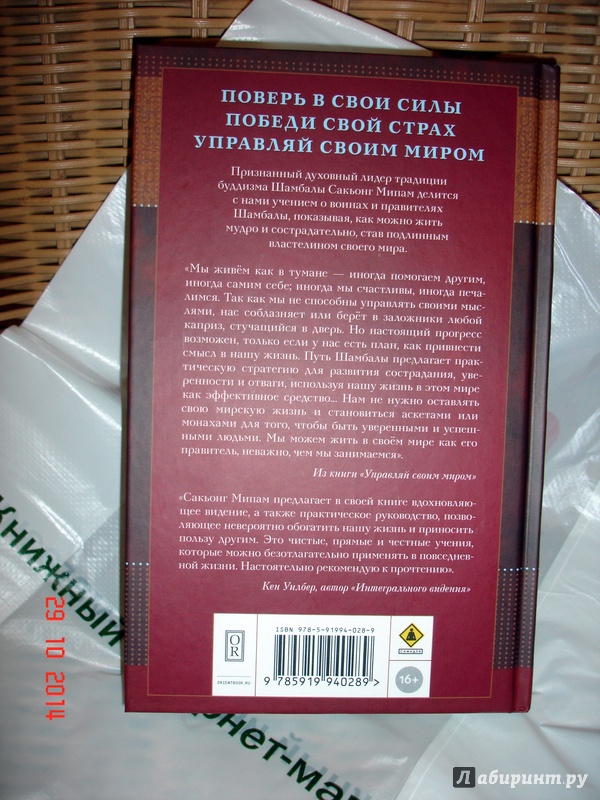 ПОВЕРЬ В СВОИ СИЛЫ
ПОБЕДИ СВОЙ СТРАХ
УПРАВЛЯЙ СВОИМ МИРОМ
Признанный духовный лидер традиции
буддизма Шамбалы Сакьонг Мипам делится
с нами учением о воинах и правителях
Шамбалы, показывая, как можно жить
мудро и сострадательно, став подлинным
властелином своего мира.
«Мы живём как в тумане — иногда помогаем другим,
иногда самим себе; иногда мы счастливы, иногда печа-
лимся. Так как мы не способны управлять своими мыс-
лями, нас соблазняет или берёт в заложники любой
каприз, стучащийся в дверь. Но настоящий прогресс
возможен, только если у нас есть план, как привнести
смысл в нашу жизнь. Путь Шамбалы предлагает прак-
тическую стратегию для развития сострадания, уве-
ренности и отваги, используя нашу жизнь в этом мире
как эффективное средство... Нам не нужно оставлять
свою мирскую жизнь и становиться аскетами или
монахами для того, чтобы быть уверенными и успеш-
ными людьми. Мы можем жить в своём мире как его
правитель, неважно, чем мы занимаемся».
Из книги «Управляй своим миром»
«Сакьонг Мипам предлагает в своей книге вдохновляю-
щее видение, а также практическое руководство, позво-
ляющее невероятно обогатить нашу жизнь и приносить
пользу другим. Это чистые, прямые и честные учения,
которые можно безотлагательно применять в повседнев-
ной жизни. Настоятельно рекомендую к прочтению».
Кен Уилбер, автор «Интегрального видения»
OR
ORIENTBOOK.RU
ISBN 978-5-91994-028-9
9 785919 940289 >
Самадхи
16+
Книжный
рнет-ма
29 10 2014
Лабиринт.ру